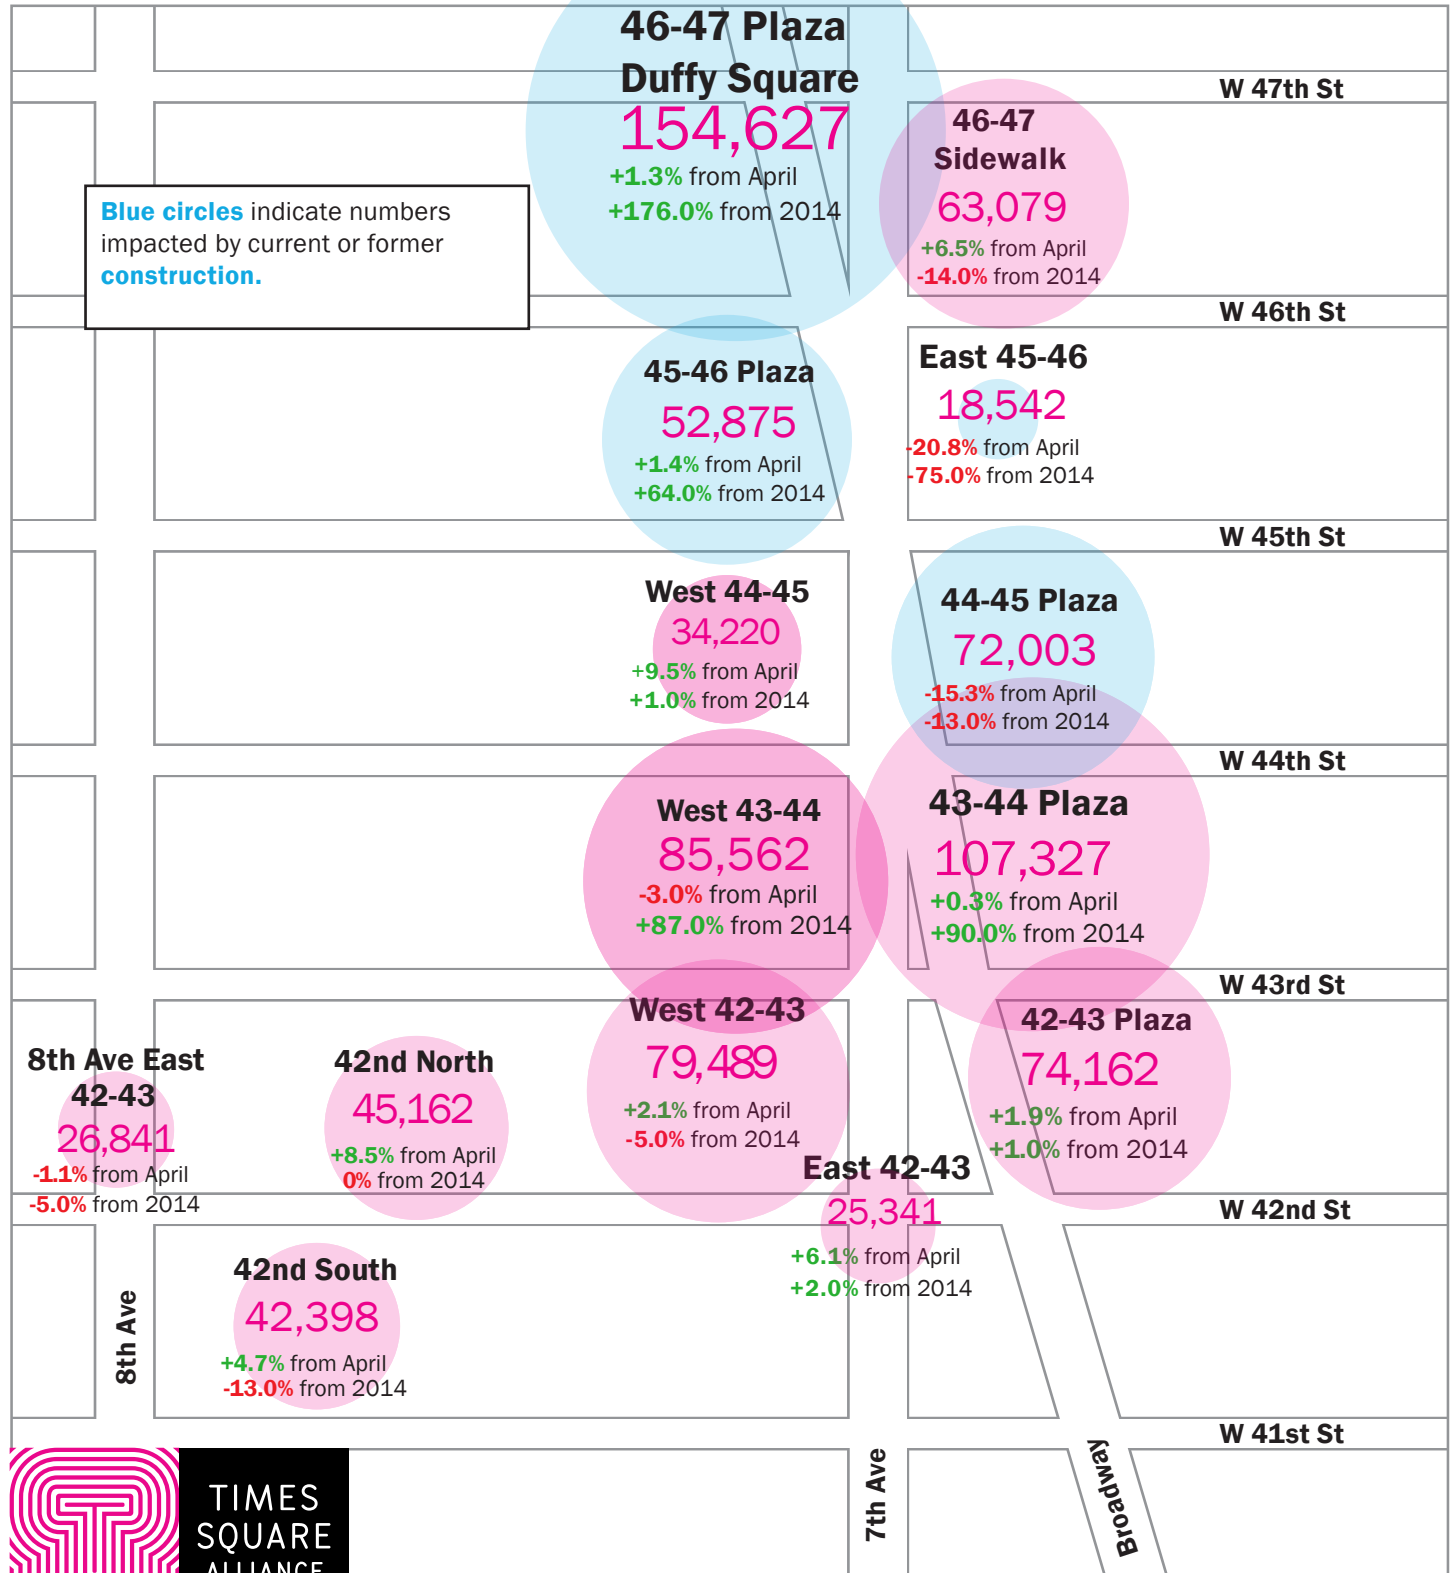 46-47 Plaza
Duffy Square
154,627
+1.3% from April
+176.0% from 2014
W 47th St
46-47
Sidewalk
63,079
+6.5% from April
-14.0% from 2014
Blue circles indicate numbers
impacted by current or former
construction.
W 46th St
45-46 Plaza
52,875
+1.4% from April
+64.0% from 2014
East 45-46
18,542
-20.8% from April
-75.0% from 2014
W 45th St
West 44-45
34,220
+9.5% from April
+1.0% from 2014
44-45 Plaza
72,003
-15.3% from April
-13.0% from 2014
W 44th St
West 43-44
85,562
-3.0% from April
+87.0% from 2014
43-44 Plaza
107,327
+0.3% from April
+90.0% from 2014
W 43rd St
8th Ave East
42-43
26,841
-1.1% from April
-5.0% from 2014
42nd North
45,162
+8.5% from April
0% from 2014
West 42-43
79,489
+2.1% from April
-5.0% from 2014
42-43 Plaza
74,162
+1.9% from April
+1.0% from 2014
East 42-43
25,341
+6.1% from April
+2.0% from 2014
W 42nd St
42nd South
42,398
+4.7% from April
-13.0% from 2014
8th Ave
W 41st St
7th Ave
Broadway
TIMES
SQUARE
ALLIANCE